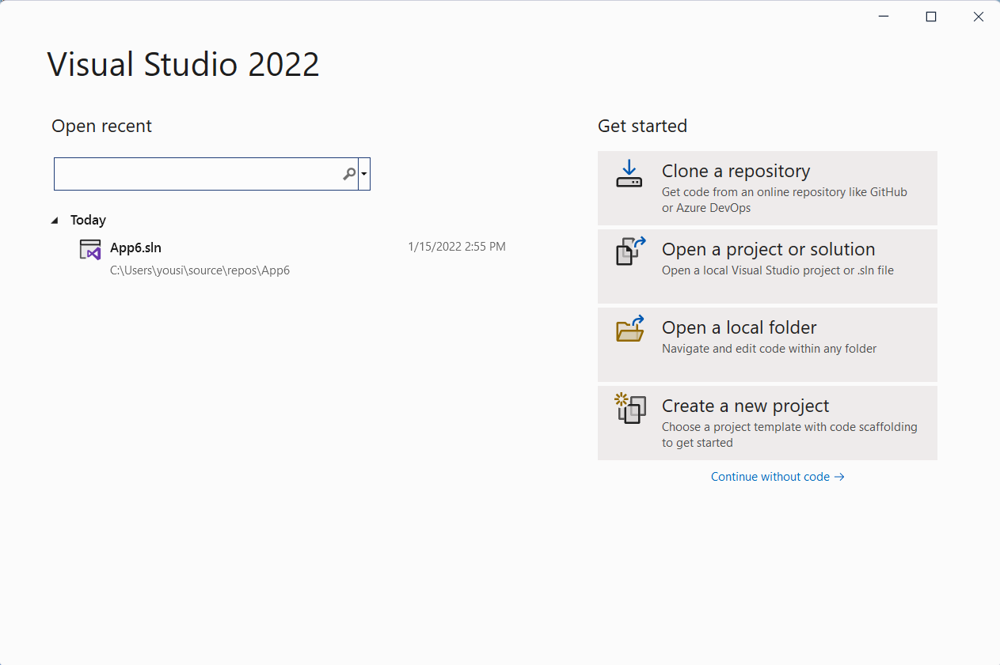 Visual Studio 2022
Open recent
Today
App6.sln
1/15/2022 2:55 PM
C:\Users\yousi\source\repos\App6
Get started
Clone a repository
Get code from an online repository like GitHub
or Azure DevOps
Open a project or solution
Open a local Visual Studio project or .sln file
Open a local folder
Navigate and edit code within any folder
Create a new project
Choose a project template with code scaffolding
to get started
Continue without code →